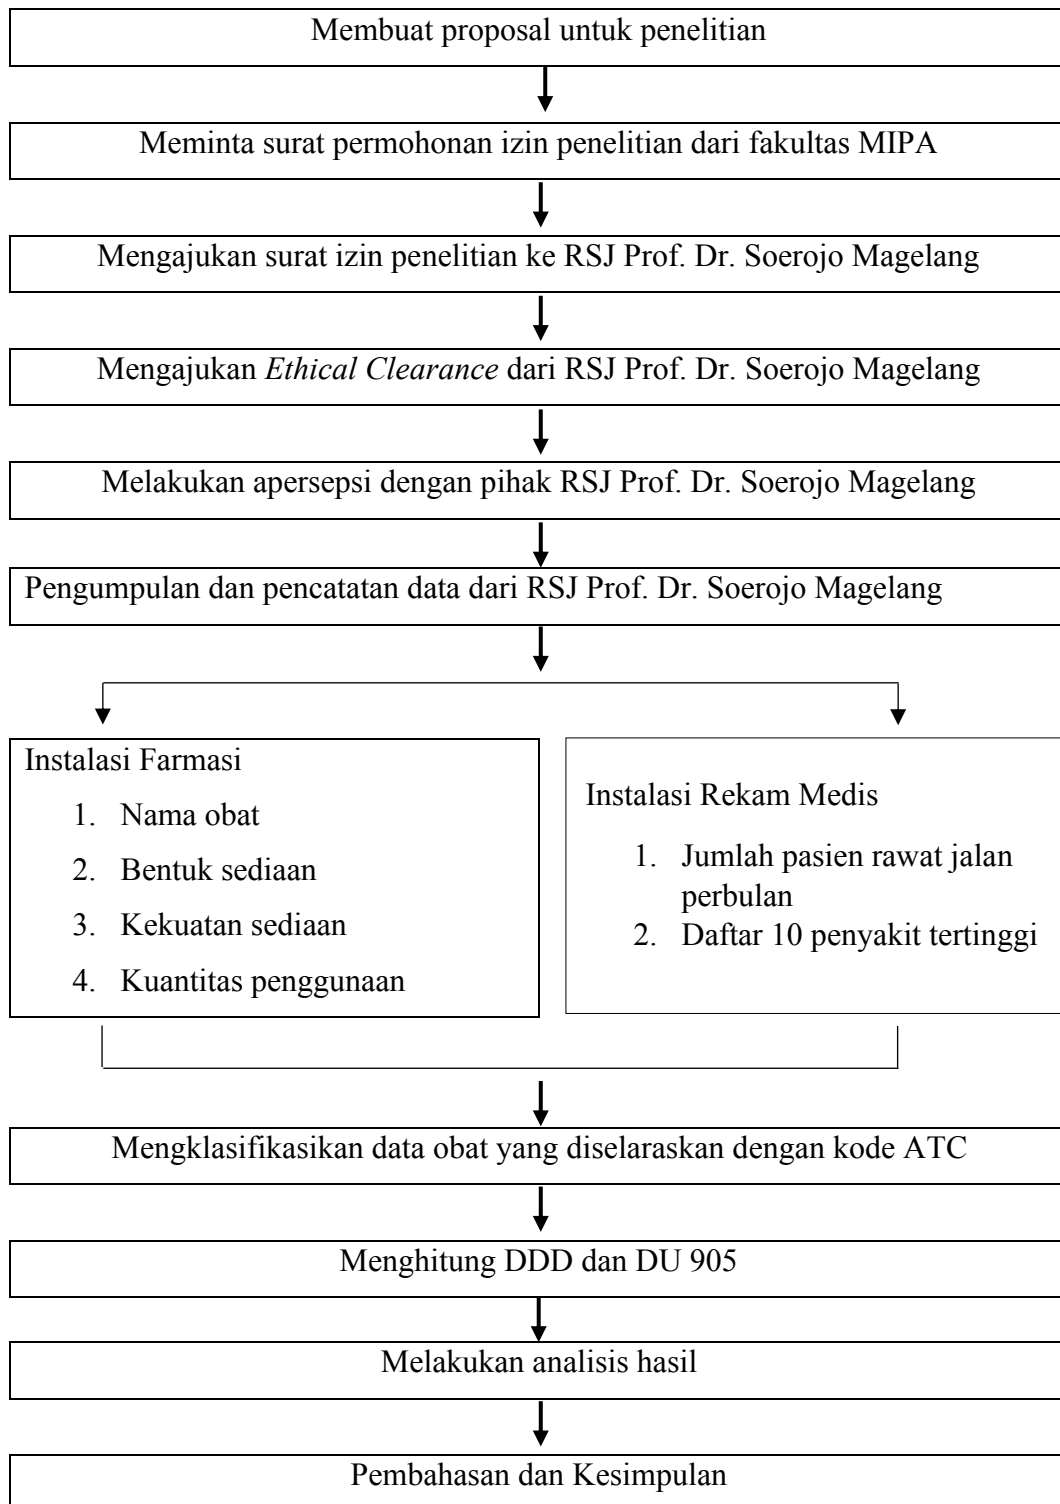 Membuat proposal untuk penelitian
Meminta surat permohonan izin penelitian dari fakultas MIPA
Mengajukan surat izin penelitian ke RSJ Prof. Dr. Soerojo Magelang
Mengajukan Ethical Clearance dari RSJ Prof. Dr. Soerojo Magelang
Melakukan apersepsi dengan pihak RSJ Prof. Dr. Soerojo Magelang
Pengumpulan dan pencatatan data dari RSJ Prof. Dr. Soerojo Magelang
Instalasi Farmasi
1. Nama obat
2. Bentuk sediaan
3. Kekuatan sediaan
4. Kuantitas penggunaan
Instalasi Rekam Medis
1. Jumlah pasien rawat jalan
perbulan
2. Daftar 10 penyakit tertinggi
Mengklasifikasikan data obat yang diselaraskan dengan kode ATC
Menghitung DDD dan DU 905
Melakukan analisis hasil
Pembahasan dan Kesimpulan